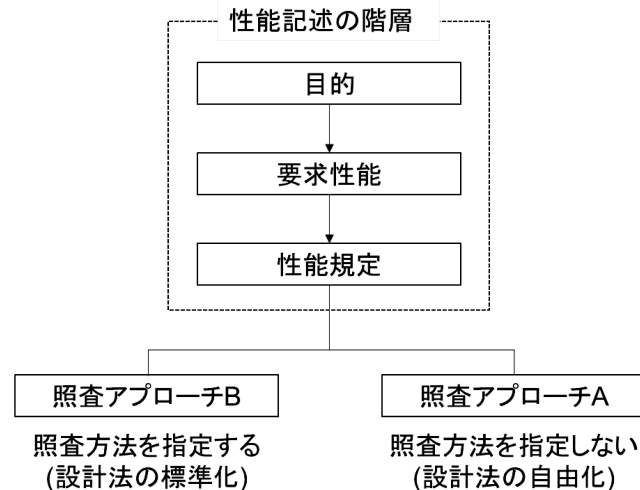 性能記述の階層
目的
要求性能
性能規定
照査アプローチB
照査アプローチA
照査方法を指定する
(設計法の標準化)
照査方法を指定しない
(設計法の自由化)